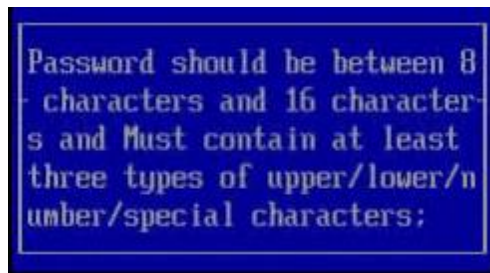 Password should be between 8
characters and 16 character
s and Must contain at least
three types of upper/lower/n
umber/special characters;